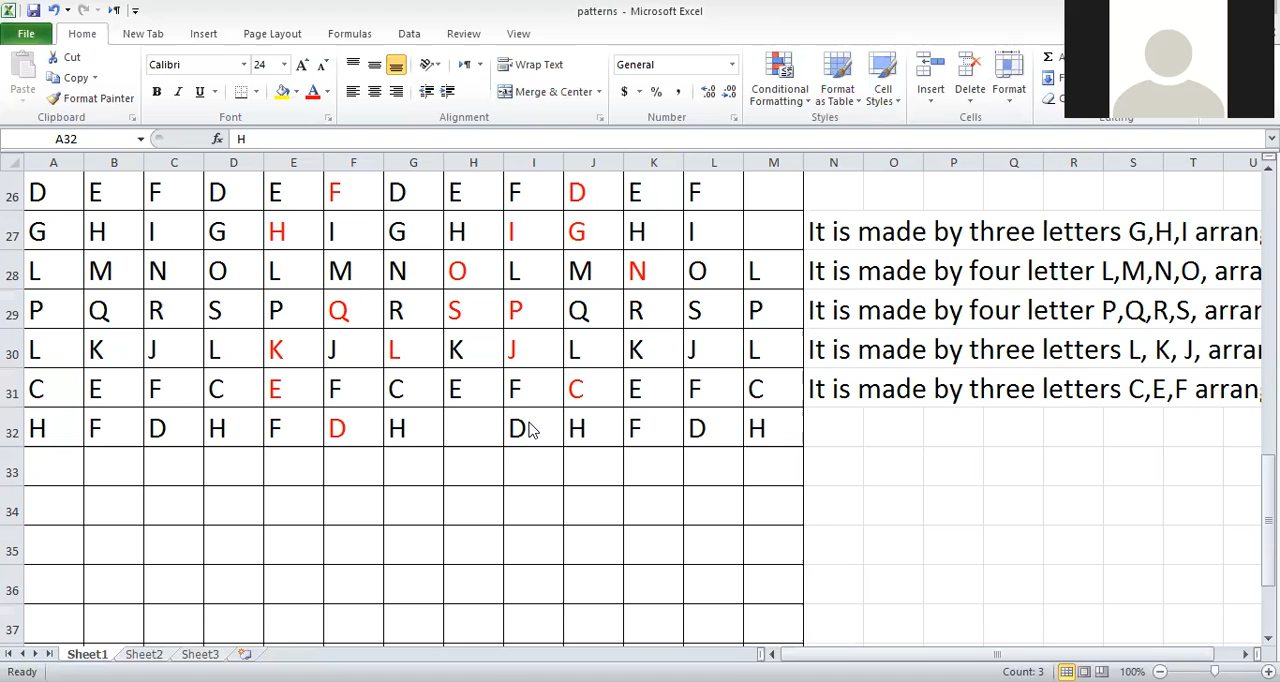 patterns - Microsoft Excel
File Home Insert New Tab Page Layout Formulas Data Review View
Cut
Copy
Format Painter
Paste
Clipboard
Calibri 24
B I U
Font
Wrap Text
Merge & Center
Alignment
General
$ % ,
Number
Conditional Formatting
Format as Table
Cell Styles
Styles
Insert Delete Format
Cells
A32 fx H
A B C D E F G H I J K L M N O P Q R S T U
26 D E F D E F D E F D E F
27 G H I G H I G H I G H I It is made by three letters G,H,I arran
28 L M N O L M N O L M N O L It is made by four letter L,M,N,O, arra
29 P Q R S P Q R S P Q R S P It is made by four letter P,Q,R,S, arra
30 L K J L K J L K J L K J L It is made by three letters L, K, J, arra
31 C E F C E F C E F C E F C It is made by three letters C,E,F arran
32 H F D H F D H D H F D H
33
34
35
36
37
Sheet1 Sheet2 Sheet3
Ready Count: 3 100%